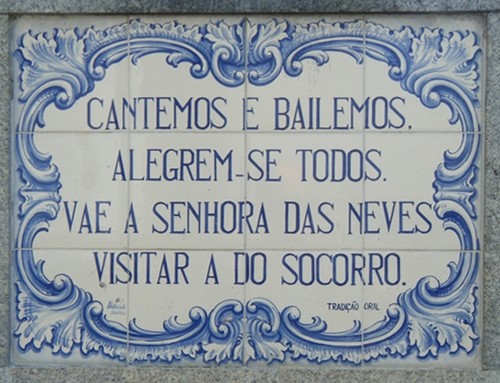 CANTEMOS E BAILEMOS,
ALEGREM-SE TODOS.
VAE A SENHORA DAS NEVES
VISITAR A DO SOCORRO.
TRADIÇÃO ORAL